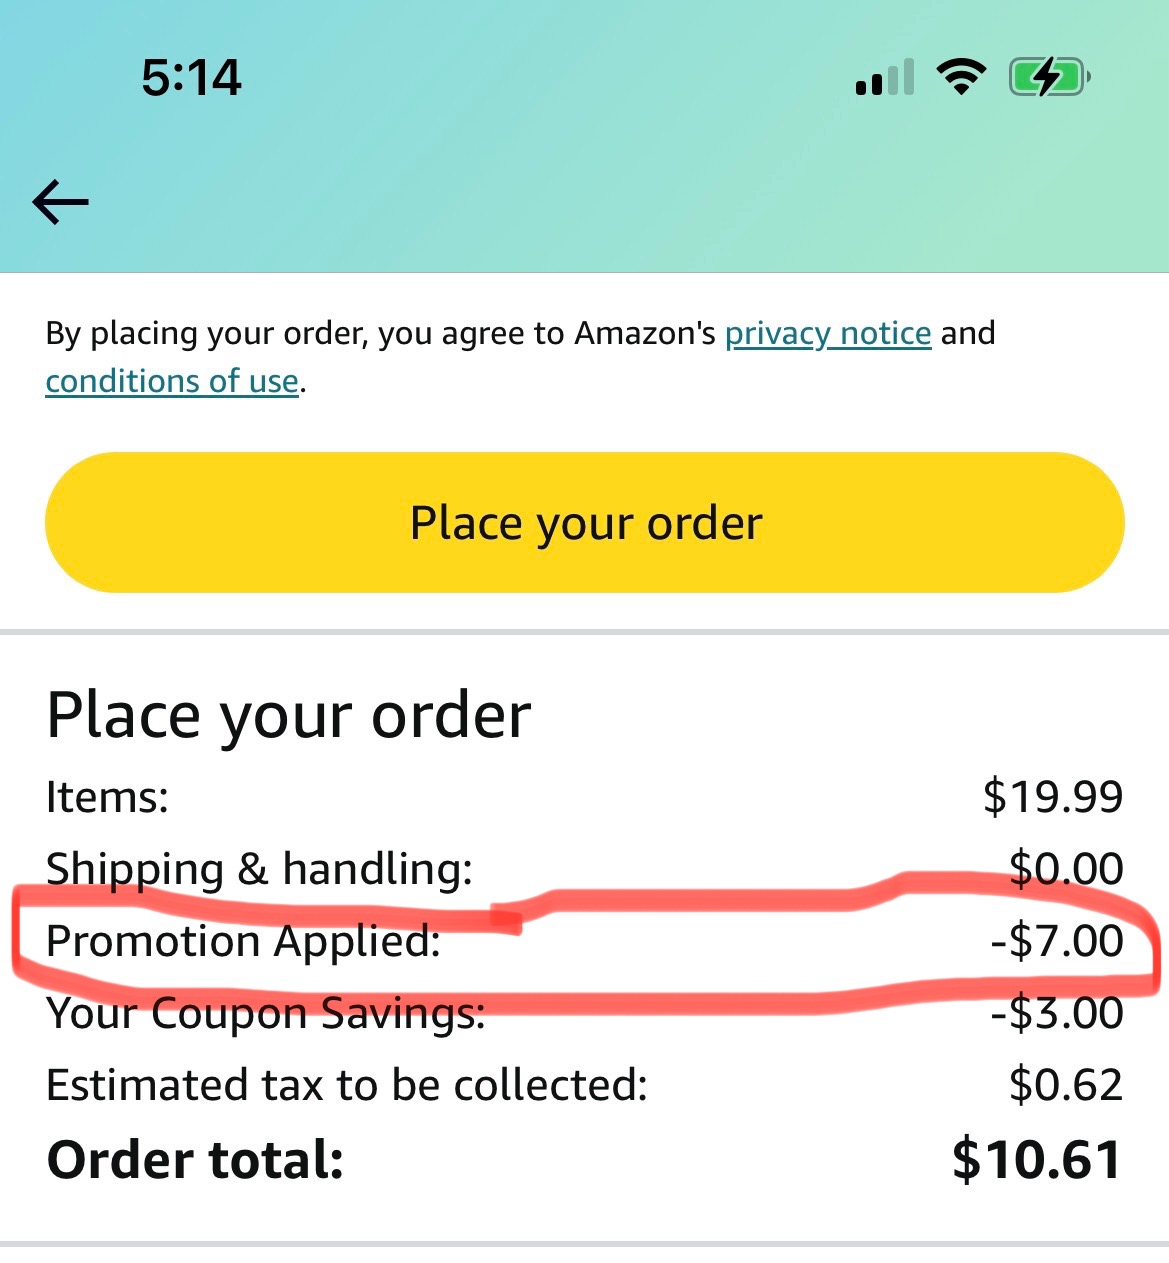 5:14
By placing your order, you agree to Amazon's privacy notice and
conditions of use.
Place your order
Place your order
Items: $19.99
Shipping & handling: $0.00
Promotion Applied: -$7.00
Your Coupon Savings: -$3.00
Estimated tax to be collected: $0.62
Order total: $10.61